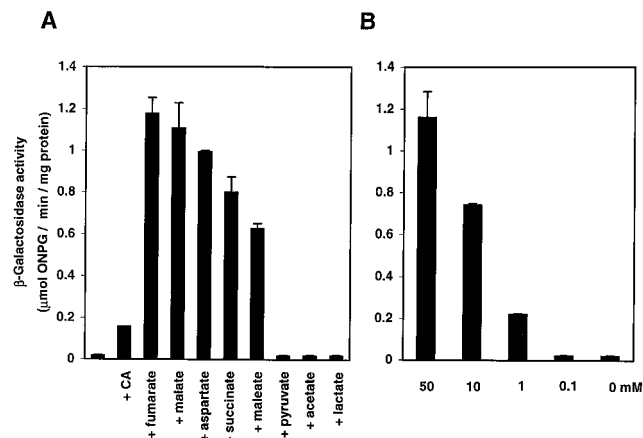 A
B
β-Galactosidase activity
(μmol ONPG / min / mg protein)
1.4
1.2
1
0.8
0.6
0.4
0.2
0
+ CA
+ fumarate
+ malate
+ aspartate
+ succinate
+ maleate
+ pyruvate
+ acetate
+ lactate
1.4
1.2
1
0.8
0.6
0.4
0.2
0
50 10 1 0.1 0 mM